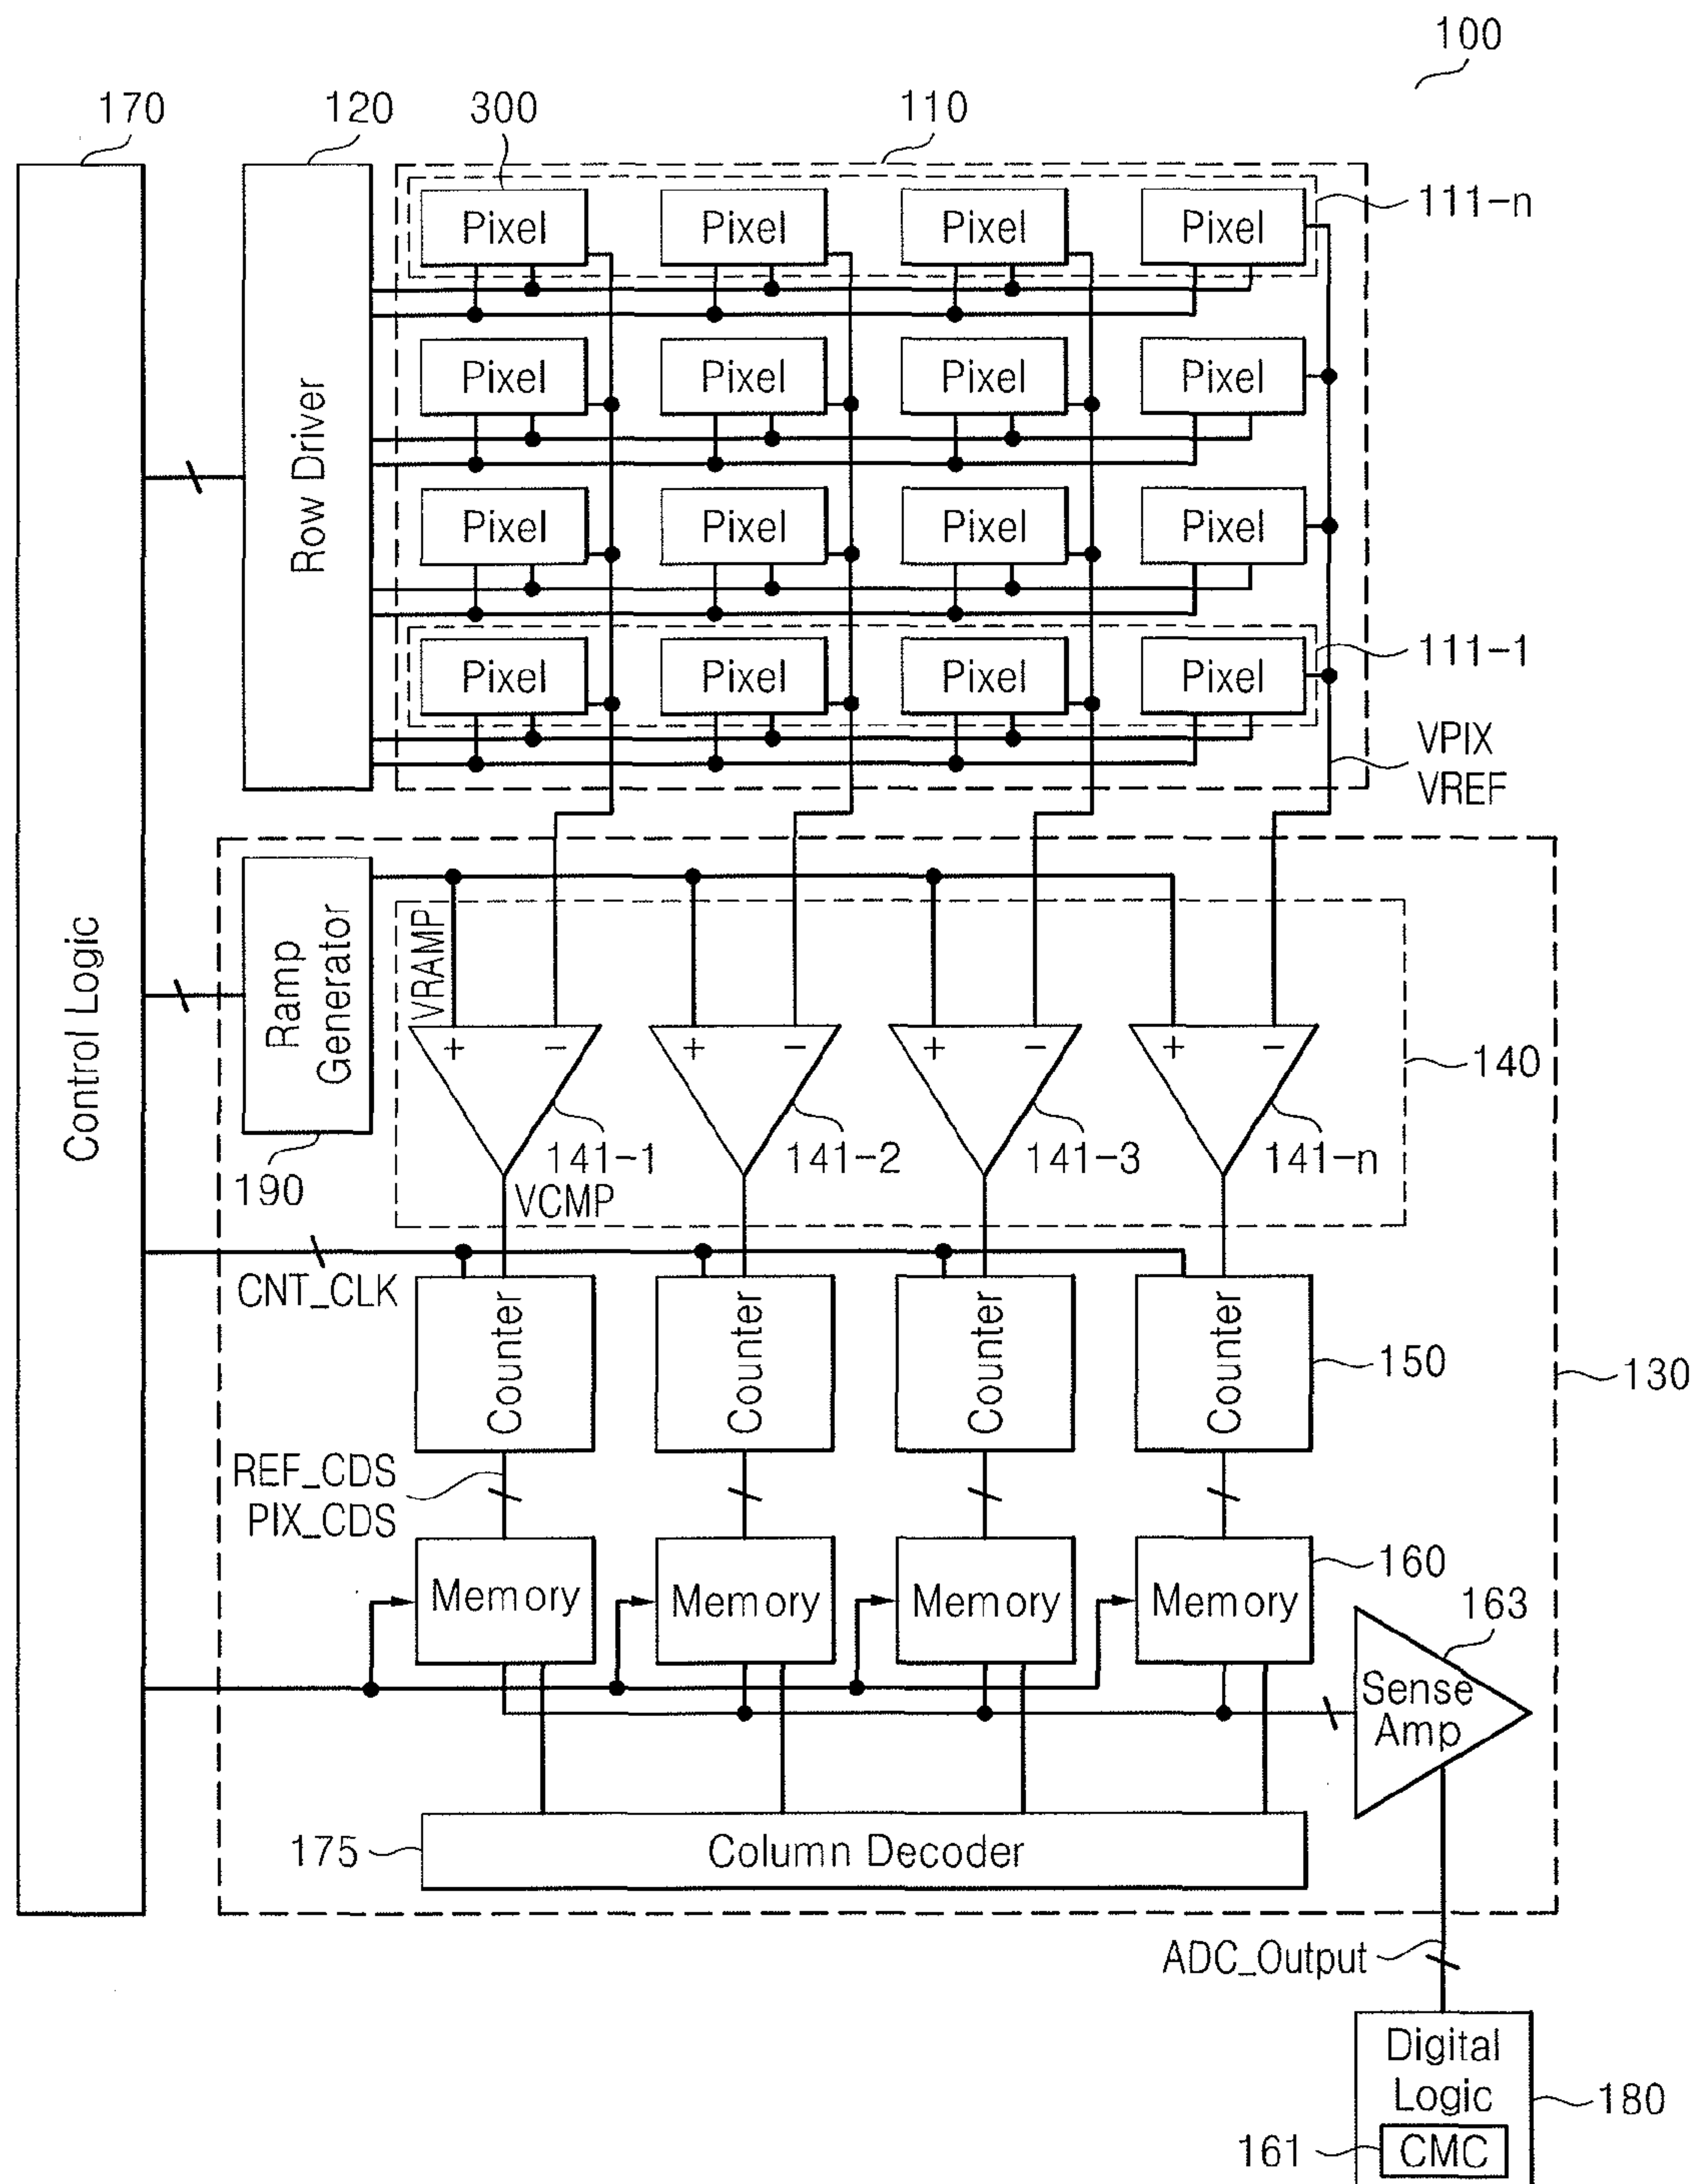 100
170
120
300
110
Pixel
Pixel
Pixel
Pixel
111-n
Row Driver
Pixel
Pixel
Pixel
Pixel
Pixel
Pixel
Pixel
Pixel
Pixel
Pixel
Pixel
Pixel
111-1
VPIX
VREF
Control Logic
Ramp
Generator
VRAMP
+ −
+ −
+ −
+ −
140
141-1
141-2
141-3
141-n
190
VCMP
CNT_CLK
Counter
Counter
Counter
Counter
150
130
REF_CDS
PIX_CDS
Memory
Memory
Memory
Memory
160
163
Sense
Amp
175
Column Decoder
ADC_Output
Digital
Logic
180
161
CMC